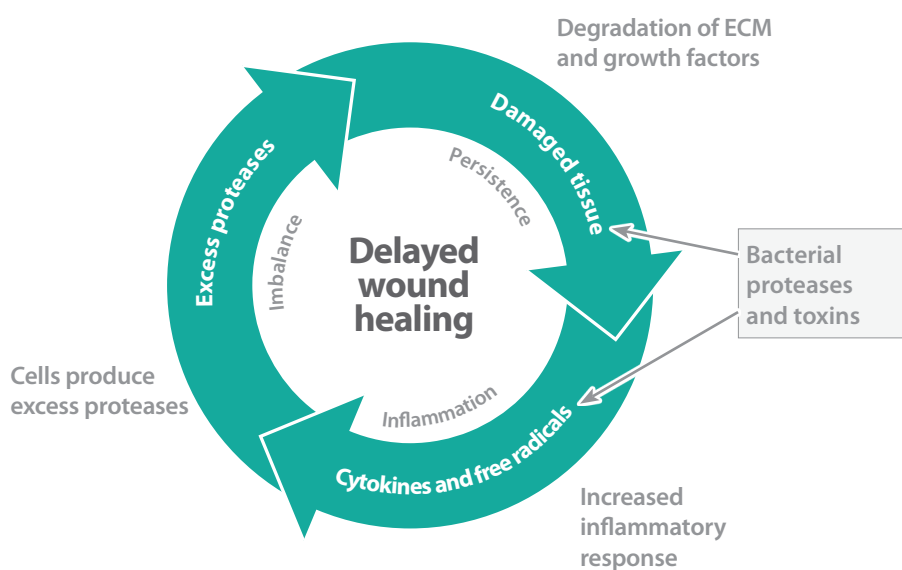 Degradation of ECM
and growth factors
Damaged tissue
Persistence
Excess proteases
Imbalance
Delayed
wound
healing
Bacterial
proteases
and toxins
Cells produce
excess proteases
Inflammation
Cytokines and free radicals
Increased
inflammatory
response